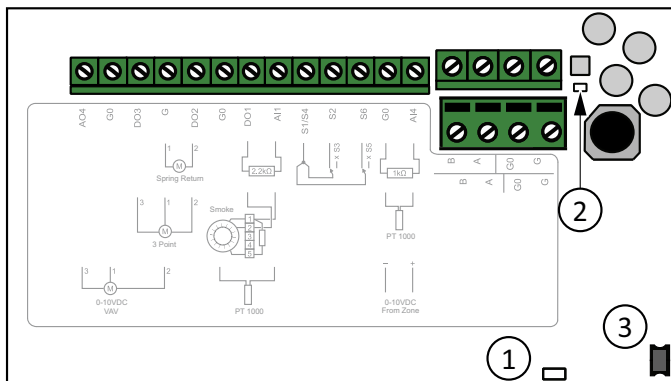 AO4 G0 DO3 G DO2 G0 DO1 AI1 S1/S4 S2 S6 G0 AI4
B A G0 G
B A G0 G
1 2
M
Spring Return
2.2kΩ
x S3
x S5
1kΩ
3 1 2
M
3 Point
Smoke
1
2
3
4
5
PT 1000
3 1 2
M
0-10VDC
VAV
PT 1000
– +
0-10VDC
From Zone
2
1
3